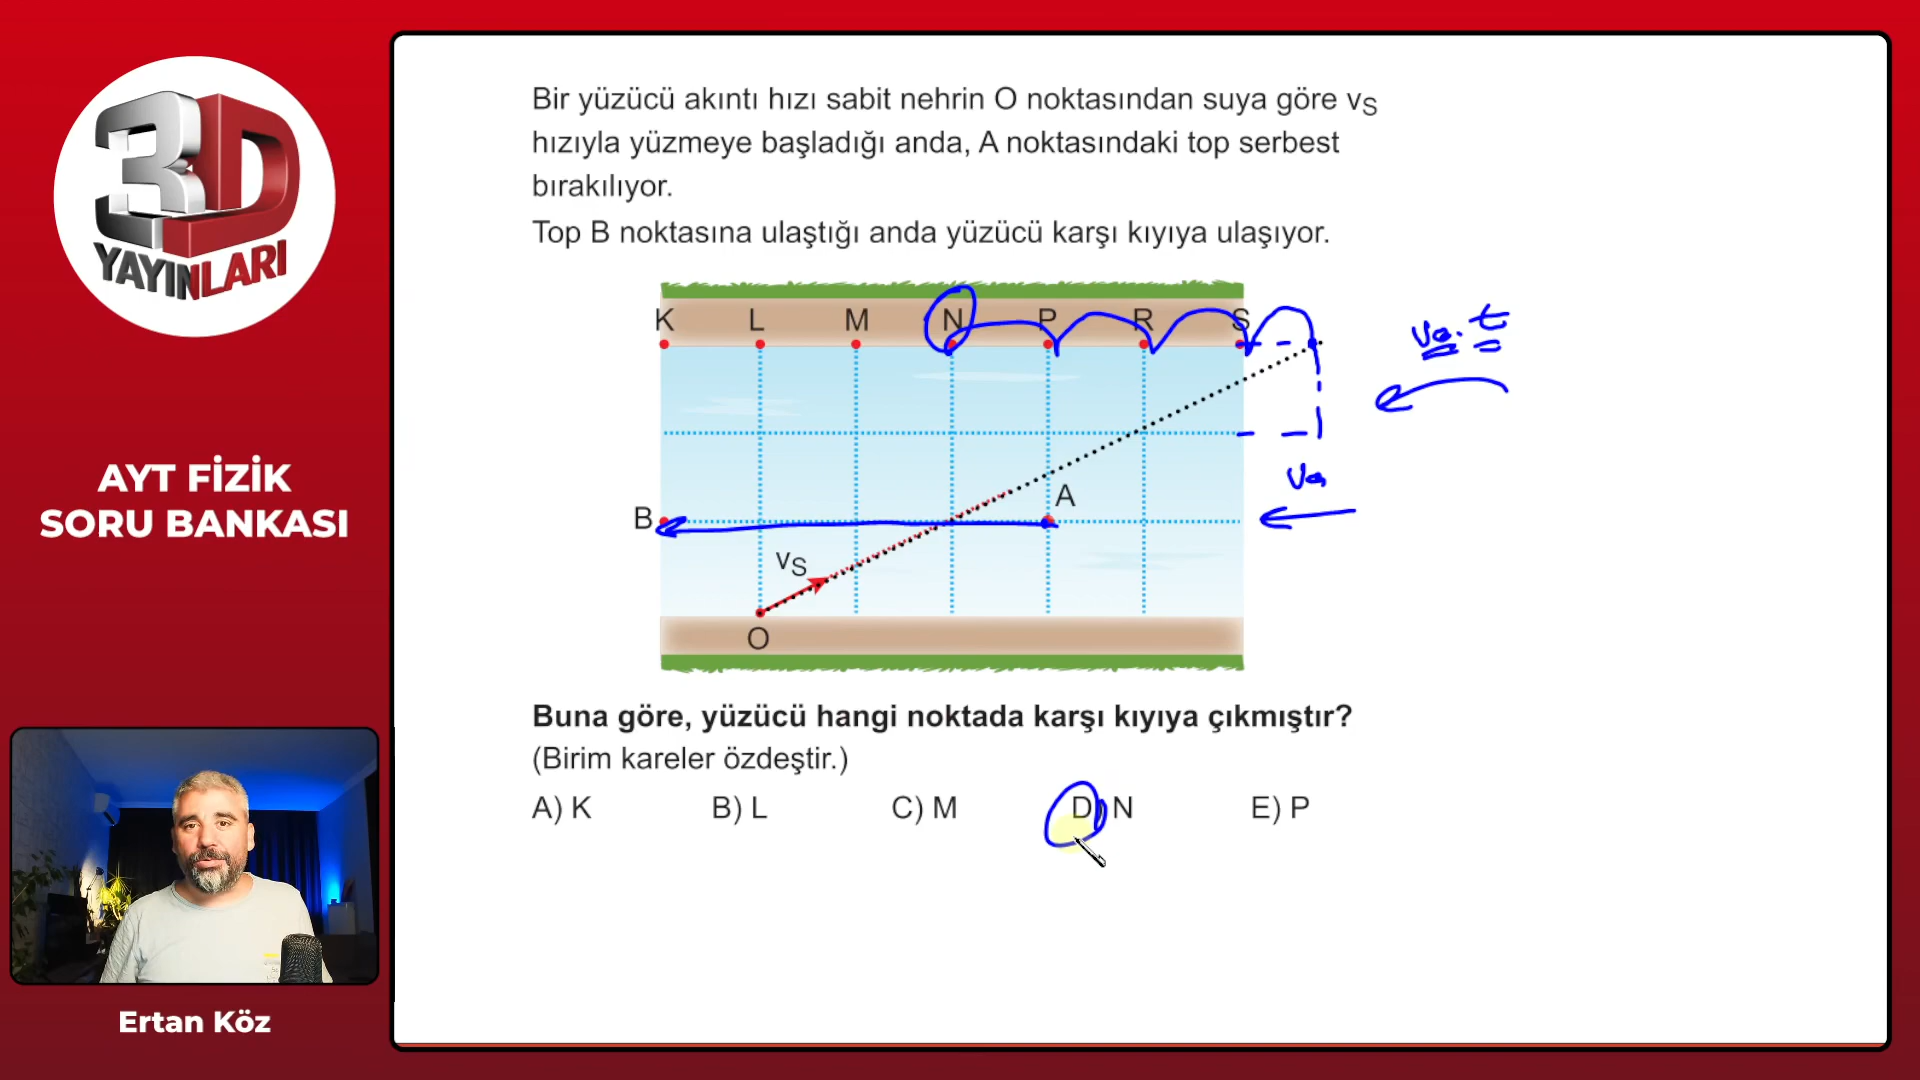 3D
YAYINLARI
AYT FİZİK
SORU BANKASI
Ertan Köz
Bir yüzücü akıntı hızı sabit nehrin O noktasından suya göre vS
hızıyla yüzmeye başladığı anda, A noktasındaki top serbest
bırakılıyor.
Top B noktasına ulaştığı anda yüzücü karşı kıyıya ulaşıyor.
K L M N P R S
va. t
A
va
B
vS
O
Buna göre, yüzücü hangi noktada karşı kıyıya çıkmıştır?
(Birim kareler özdeştir.)
A) K B) L C) M D) N E) P